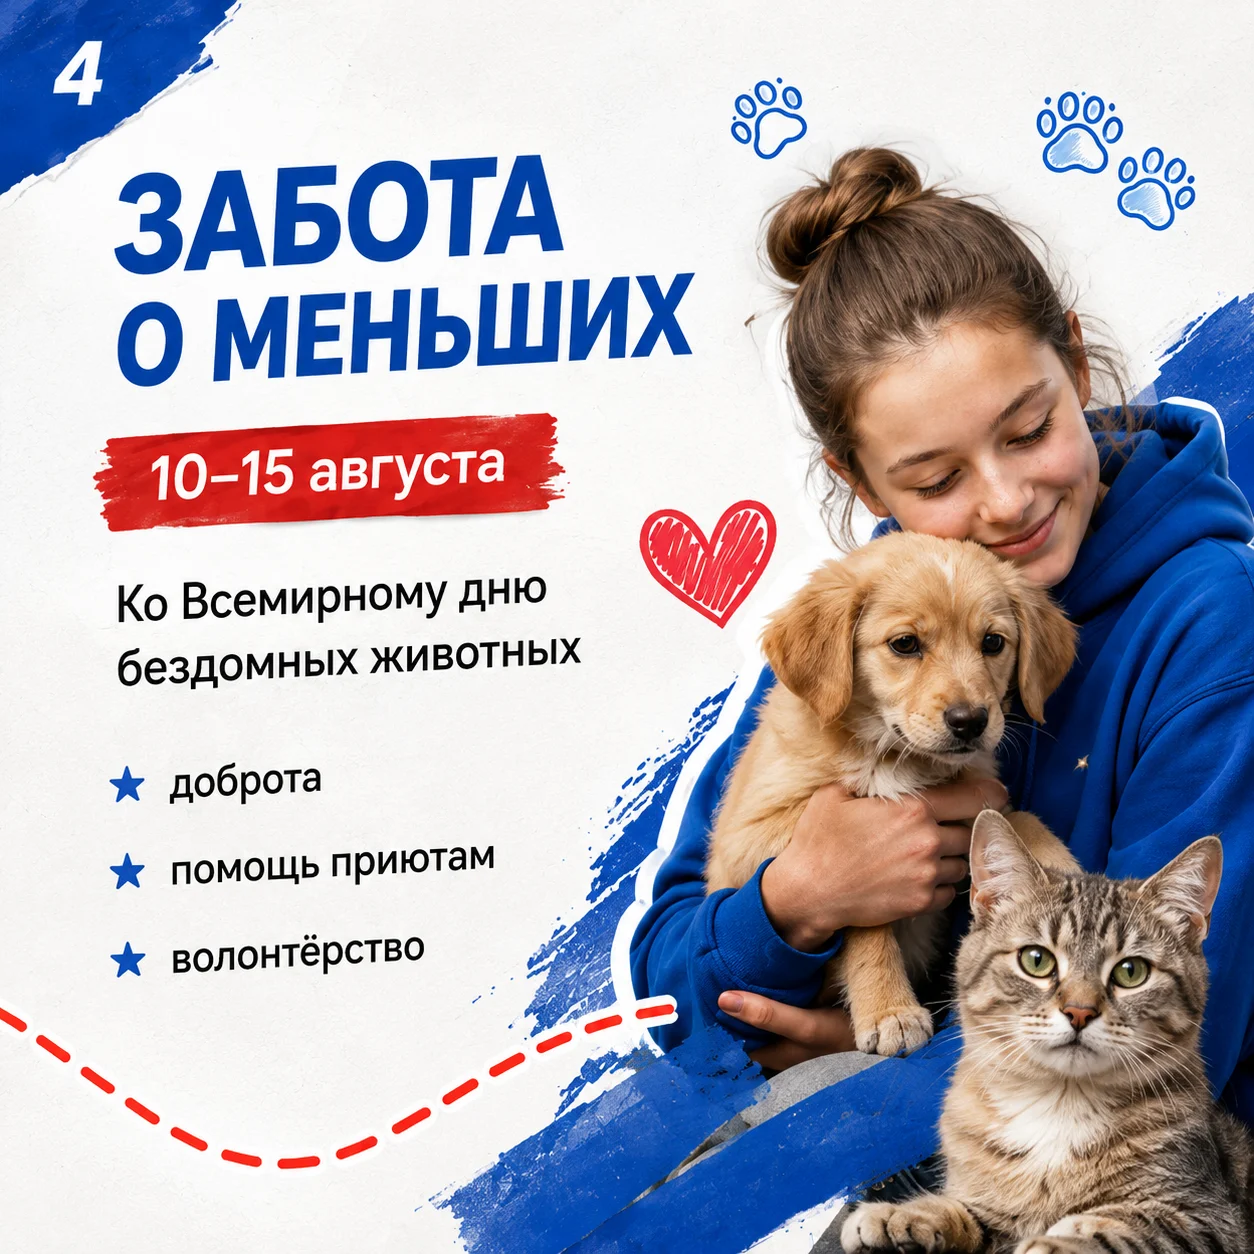 4
ЗАБОТА
О МЕНЬШИХ
10–15 августа
Ко Всемирному дню
бездомных животных
доброта
помощь приютам
волонтёрство